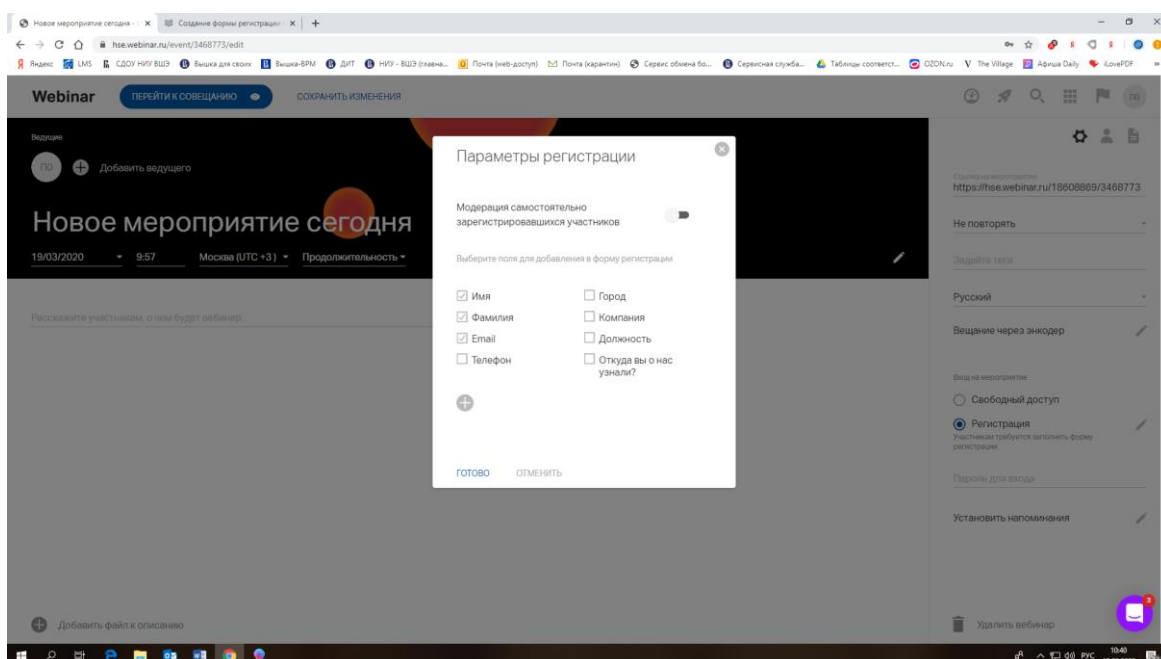 Новое мероприятие сегодня -
Создание формы регистрации
hse.webinar.ru/event/3468773/edit
Яндекс
LMS
СДОУ НИУ ВШЭ
Вышка для своих
Вышка-BPM
ДИТ
НИУ - ВШЭ (главна...
Почта (web-доступ)
Почта (карантин)
Сервис обмена бо...
Сервисная служба...
Таблицы соответст...
OZON.ru
The Village
Афиша Daily
iLovePDF
Webinar
ПЕРЕЙТИ К СОВЕЩАНИЮ
СОХРАНИТЬ ИЗМЕНЕНИЯ
ПО
Ведущие
ПО
Добавить ведущего
Новое мероприятие сегодня
19/03/2020
9:57
Москва (UTC +3)
Продолжительность
Расскажите участникам, о чем будет вебинар
Добавить файл к описанию
Параметры регистрации
Модерация самостоятельно
зарегистрировавшихся участников
Выберите поля для добавления в форму регистрации
Имя
Город
Фамилия
Компания
Email
Должность
Телефон
Откуда вы о нас
узнали?
ГОТОВО
ОТМЕНИТЬ
Ссылка на мероприятие
https://hse.webinar.ru/18608869/3468773
Не повторять
Задайте теги
Русский
Вещание через энкодер
Вход на мероприятие
Свободный доступ
Регистрация
Участникам требуется заполнить форму
регистрации
Пароль для входа
Установить напоминания
Удалить вебинар
3
РУС
10:40